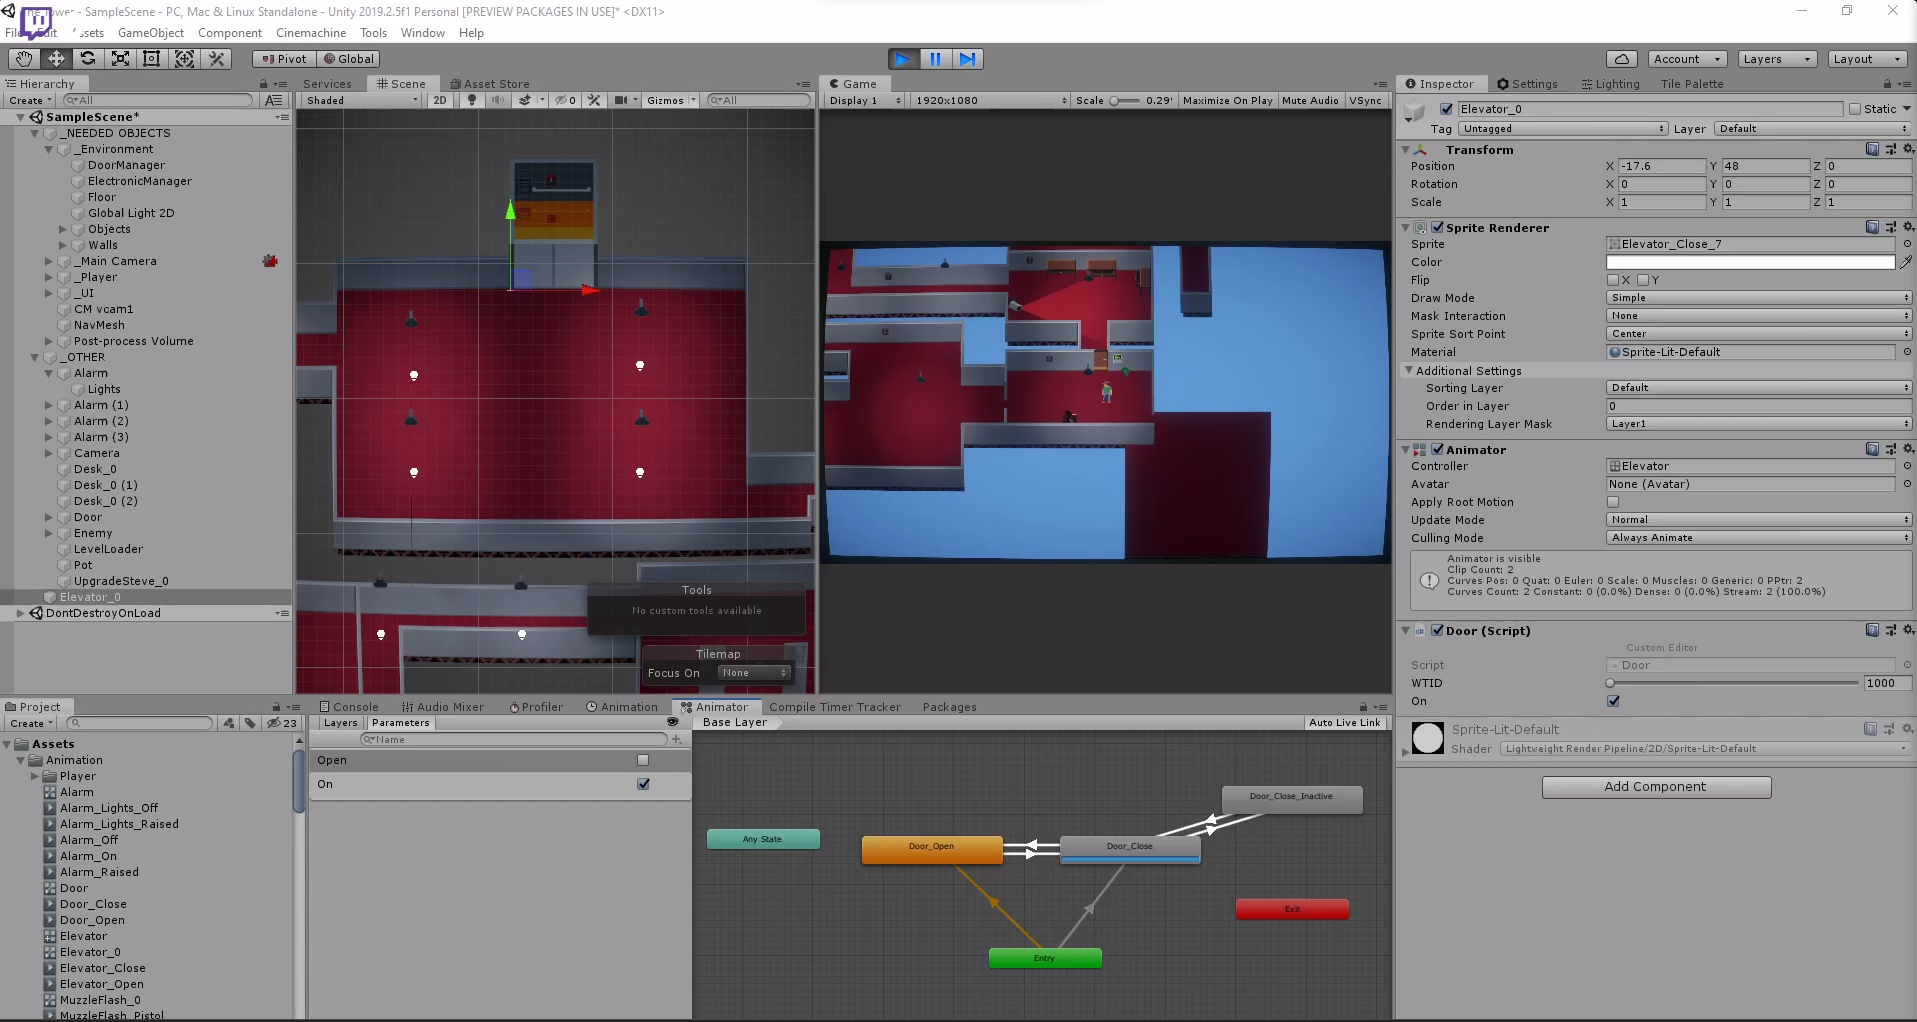 Tower - SampleScene - PC, Mac & Linux Standalone - Unity 2019.2.5f1 Personal [PREVIEW PACKAGES IN USE]* <DX11>
GameObject Component Cinemachine Tools Window Help
Pivot Global Account Layers Layout
Hierarchy
Create All
SampleScene*
_NEEDED OBJECTS
_Environment
DoorManager
ElectronicManager
Floor
Global Light 2D
Objects
Walls
_Main Camera
_Player
_UI
CM vcam1
NavMesh
Post-process Volume
_OTHER
Alarm
Lights
Alarm (1)
Alarm (2)
Alarm (3)
Camera
Desk_0
Desk_0 (1)
Desk_0 (2)
Door
Enemy
LevelLoader
Pot
UpgradeSteve_0
Elevator_0
DontDestroyOnLoad
Services Scene Asset Store
Shaded 2D 0 Gizmos All
Tools
No custom tools available
Tilemap
Focus On None
Game
Display 1 1920x1080 Scale 0.29 Maximize On Play Mute Audio VSync
Inspector Settings Lighting Tile Palette
Elevator_0 Static
Tag Untagged Layer Default
Transform
Position X -17.6 Y 48 Z 0
Rotation X 0 Y 0 Z 0
Scale X 1 Y 1 Z 1
Sprite Renderer
Sprite Elevator_Close_7
Color
Flip X Y
Draw Mode Simple
Mask Interaction None
Sprite Sort Point Center
Material Sprite-Lit-Default
Additional Settings
Sorting Layer Default
Order in Layer 0
Rendering Layer Mask Layer1
Animator
Controller Elevator
Avatar None (Avatar)
Apply Root Motion
Update Mode Normal
Culling Mode Always Animate
Animator is visible
Clip Count: 2
Curves Pos: 0 Quat: 0 Euler: 0 Scale: 0 Muscles: 0 Generic: 0 PPtr: 2
Curves Count: 2 Constant: 0 (0.0%) Dense: 0 (0.0%) Stream: 2 (100.0%)
Door (Script)
Custom Editor
Script Door
WTID 1000
On
Sprite-Lit-Default
Shader Lightweight Render Pipeline/2D/Sprite-Lit-Default
Add Component
Project
Create 23
Assets
Animation
Player
Alarm
Alarm_Lights_Off
Alarm_Lights_Raised
Alarm_Off
Alarm_On
Alarm_Raised
Door
Door_Close
Door_Open
Elevator
Elevator_0
Elevator_Close
Elevator_Open
MuzzleFlash_0
MuzzleFlash_Pistol
Console Audio Mixer Profiler Animation Animator Compile Timer Tracker Packages
Layers Parameters Base Layer Auto Live Link
Name
Open
On
Any State
Door_Open
Door_Close
Door_Close_Inactive
Exit
Entry